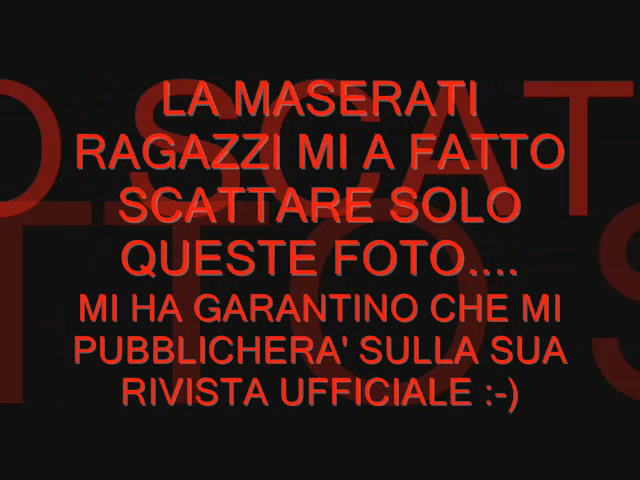 LA MASERATI
RAGAZZI MI A FATTO
SCATTARE SOLO
QUESTE FOTO....
MI HA GARANTINO CHE MI
PUBBLICHERA' SULLA SUA
RIVISTA UFFICIALE :-)